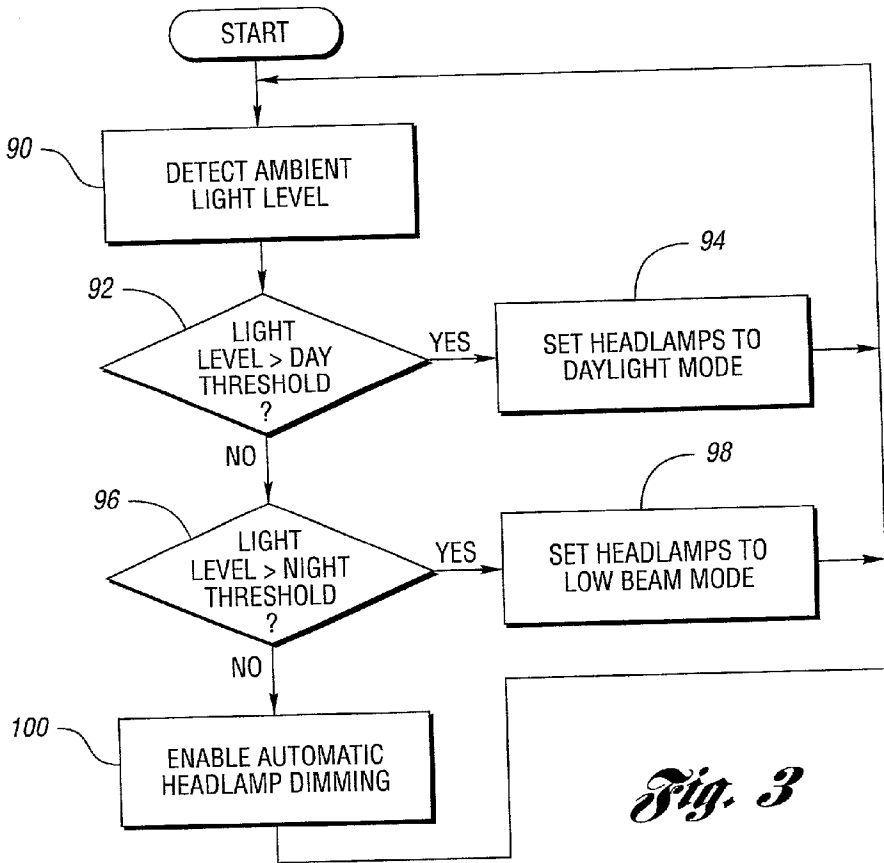 START
90
DETECT AMBIENT
LIGHT LEVEL
92
LIGHT
LEVEL > DAY
THRESHOLD
?
YES
94
SET HEADLAMPS TO
DAYLIGHT MODE
NO
96
LIGHT
LEVEL > NIGHT
THRESHOLD
?
YES
98
SET HEADLAMPS TO
LOW BEAM MODE
NO
100
ENABLE AUTOMATIC
HEADLAMP DIMMING
Fig. 3